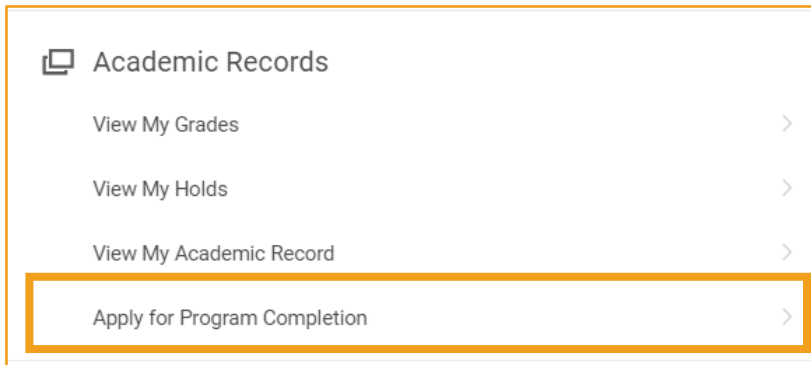 Academic Records
View My Grades
View My Holds
View My Academic Record
Apply for Program Completion